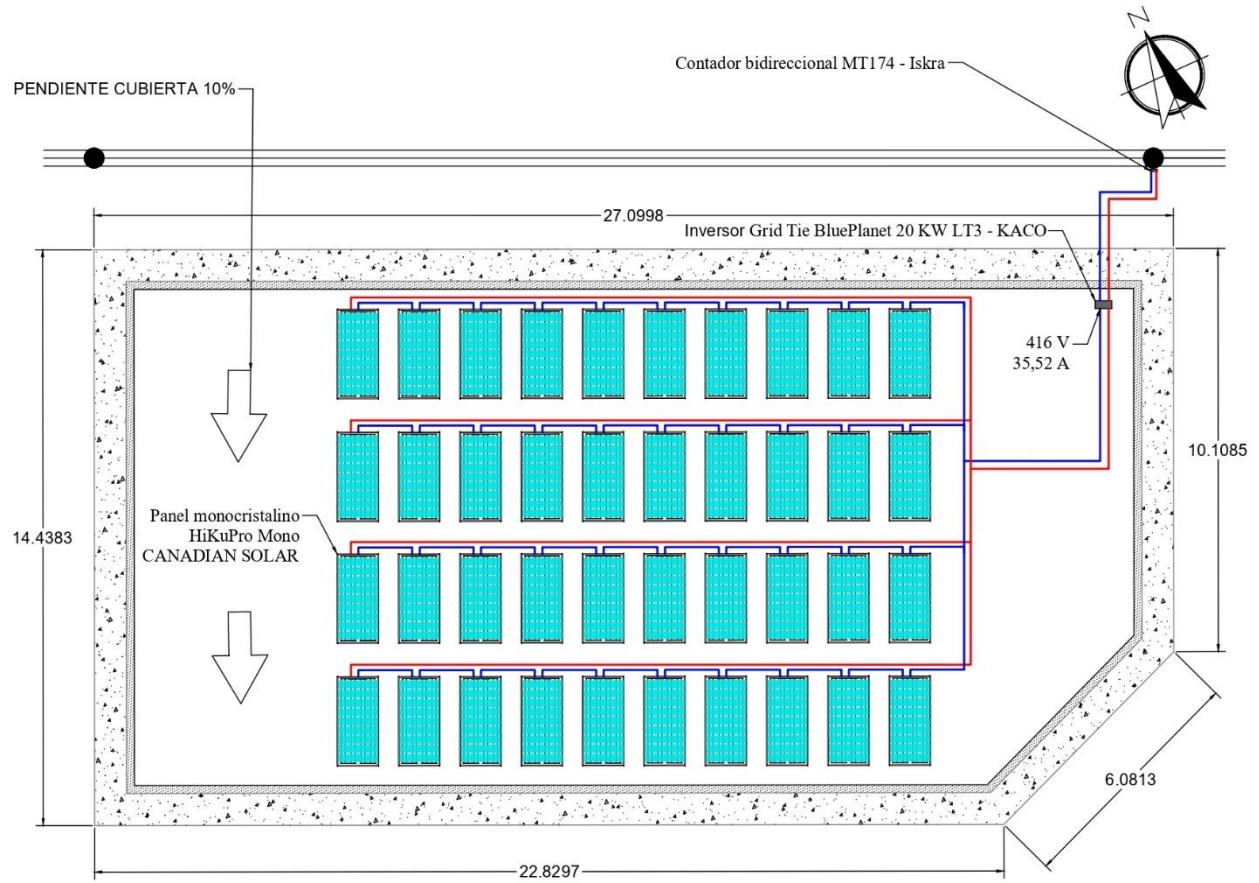 N
Contador bidireccional MT174 - Iskra
PENDIENTE CUBIERTA 10%
27.0998
Inversor Grid Tie BluePlanet 20 KW LT3 - KACO
416 V
35,52 A
10.1085
14.4383
Panel monocristalino
HiKuPro Mono
CANADIAN SOLAR
6.0813
22.8297